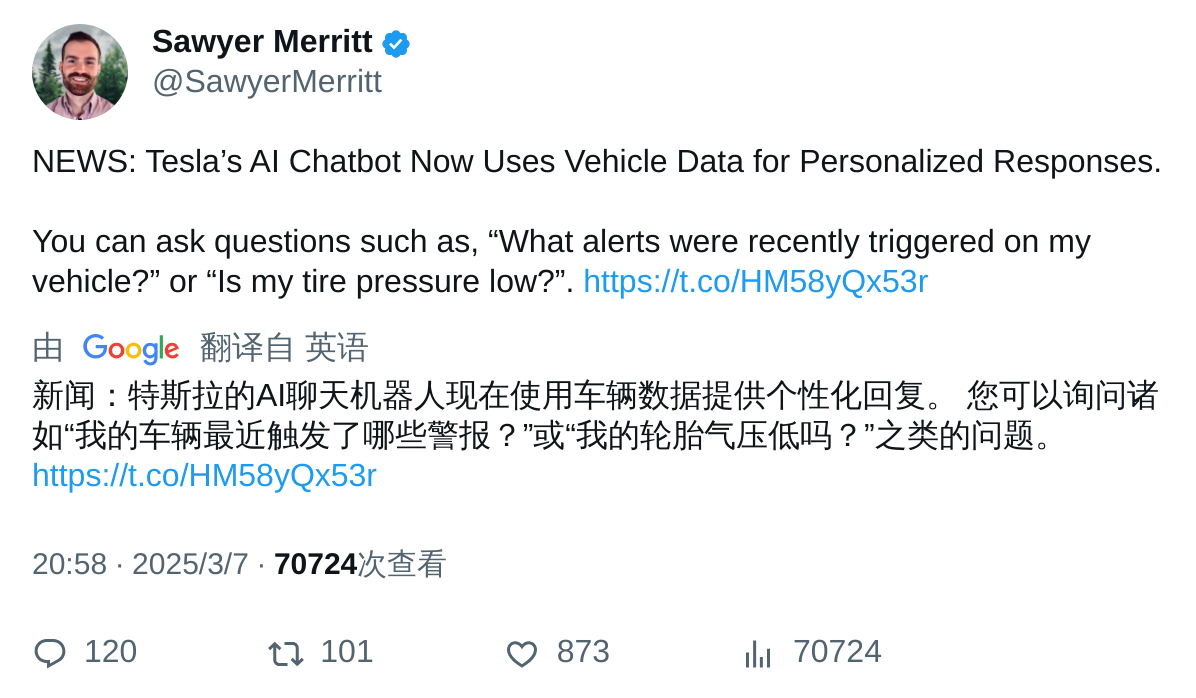 Sawyer Merritt
@SawyerMerritt
NEWS: Tesla’s AI Chatbot Now Uses Vehicle Data for Personalized Responses.
You can ask questions such as, “What alerts were recently triggered on my
vehicle?” or “Is my tire pressure low?”. https://t.co/HM58yQx53r
由 Google 翻译自 英语
新闻：特斯拉的AI聊天机器人现在使用车辆数据提供个性化回复。 您可以询问诸
如“我的车辆最近触发了哪些警报？”或“我的轮胎气压低吗？”之类的问题。
https://t.co/HM58yQx53r
20:58 · 2025/3/7 · 70724次查看
120 101 873 70724